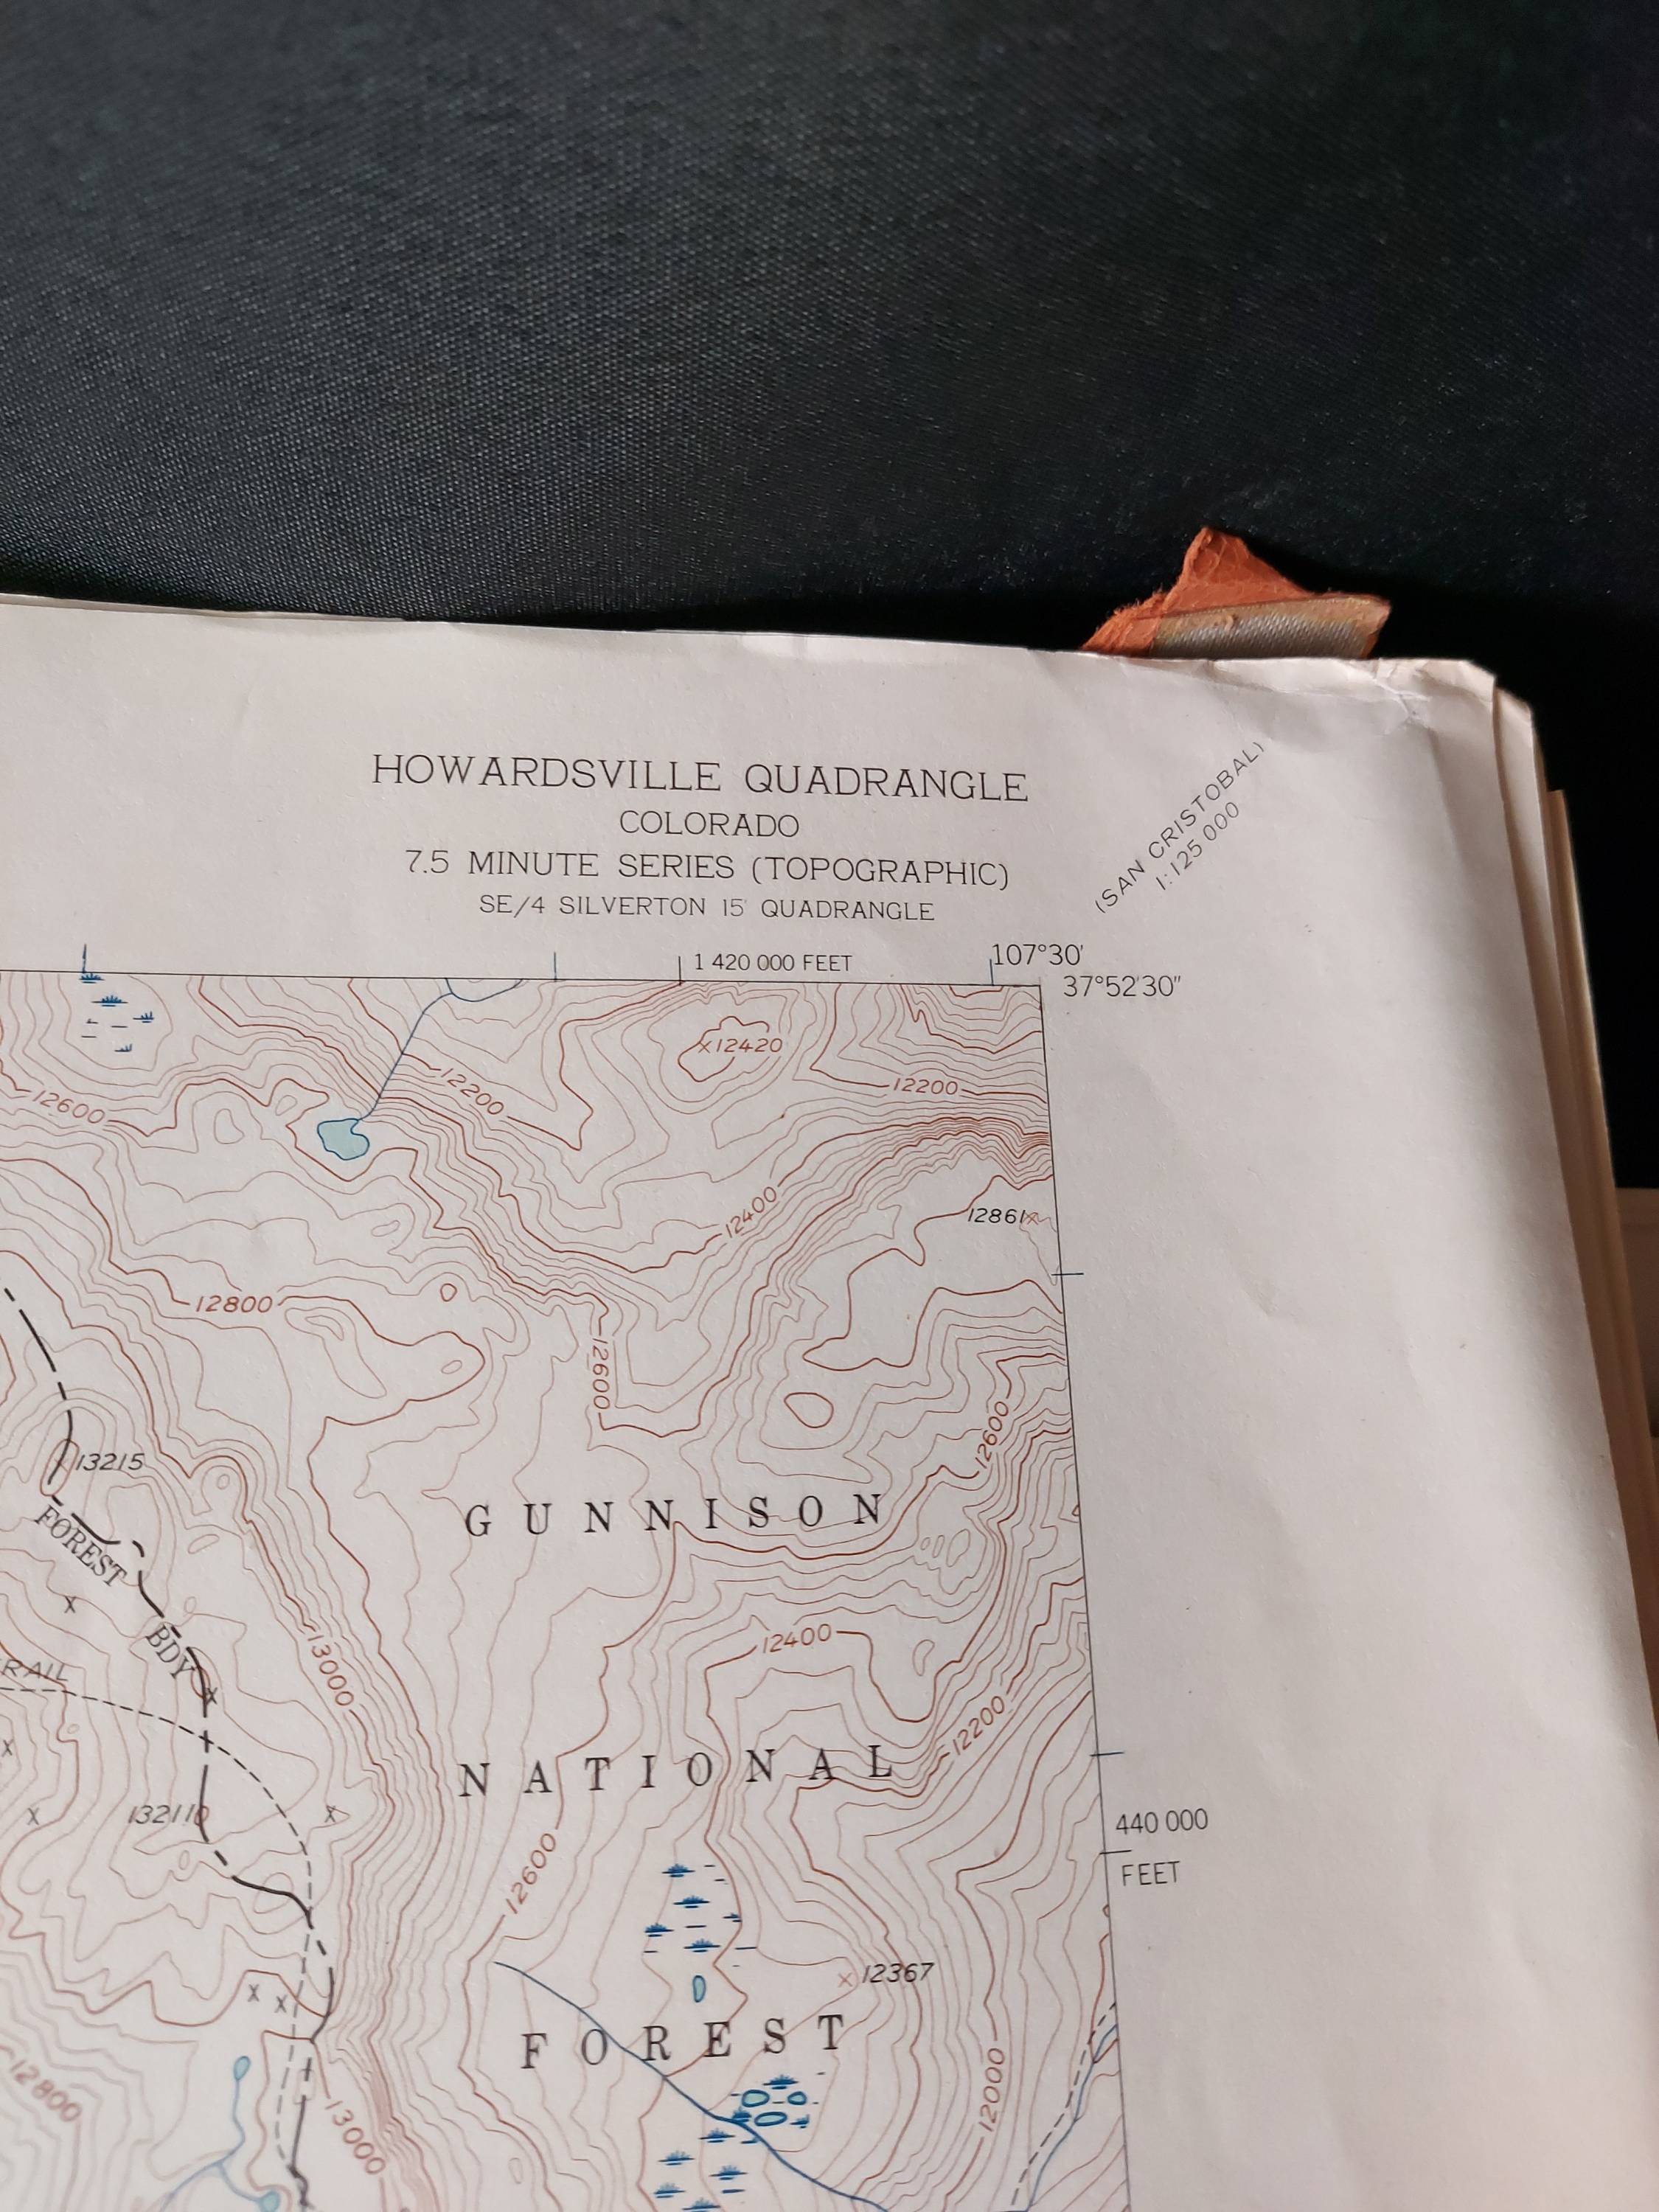 HOWARDSVILLE QUADRANGLE
COLORADO
7.5 MINUTE SERIES (TOPOGRAPHIC)
SE/4 SILVERTON 15' QUADRANGLE
(SAN CRISTOBAL)
1:125 000
1 420 000 FEET
107°30'
37°52'30"
12420
12200
12200
12600
12400
12861
12800
12600
12600
13215
GUNNISON
FOREST
BDY
12400
13000
12200
NATIONAL
13211
440 000
FEET
12600
12367
FOREST
12800
12000
13000